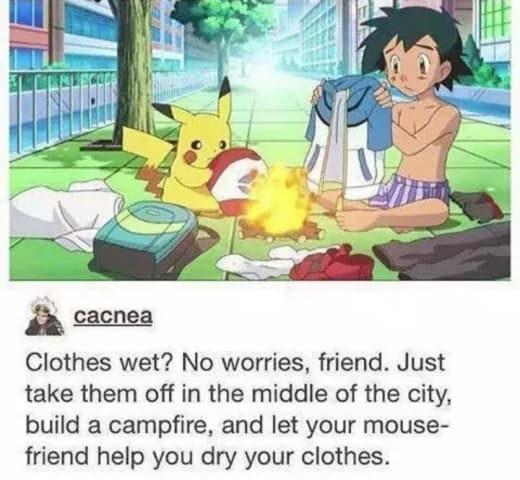 cacnea
Clothes wet? No worries, friend. Just
take them off in the middle of the city,
build a campfire, and let your mouse-
friend help you dry your clothes.